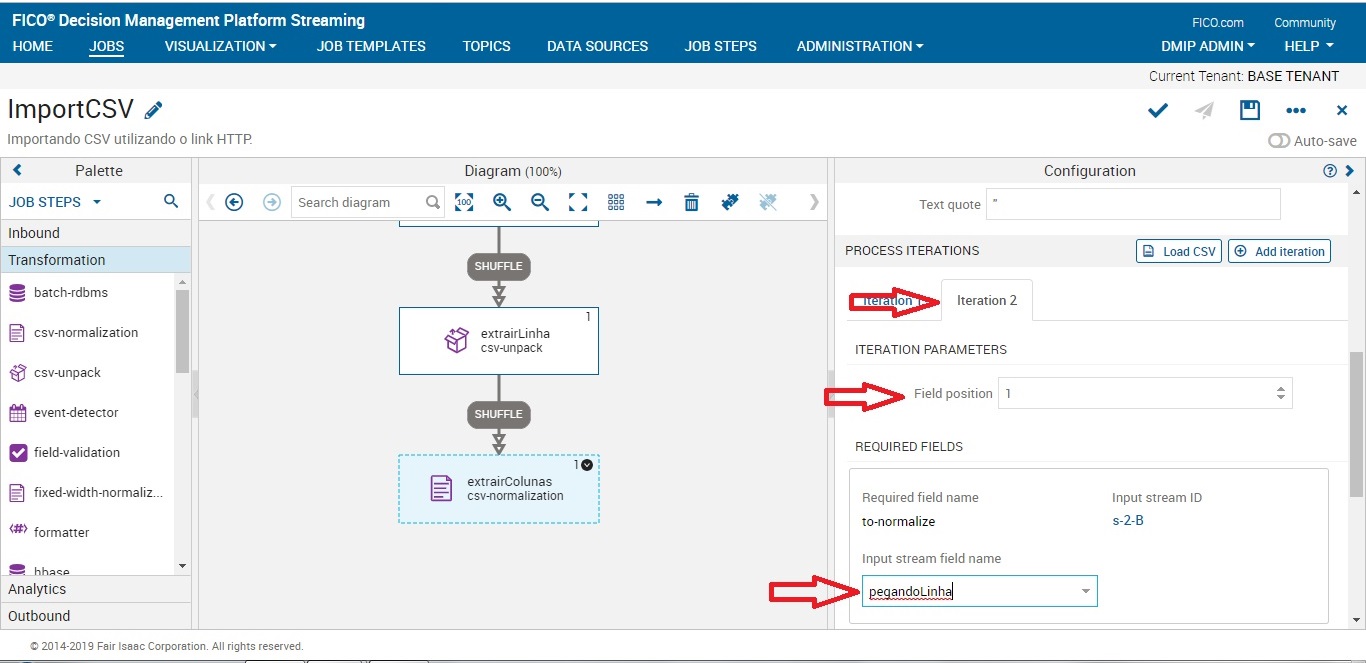 FICO® Decision Management Platform Streaming
FICO.com Community
HOME JOBS VISUALIZATION JOB TEMPLATES TOPICS DATA SOURCES JOB STEPS ADMINISTRATION DMIP ADMIN HELP
Current Tenant: BASE TENANT
ImportCSV
Importando CSV utilizando o link HTTP.
Auto-save
Palette
JOB STEPS
Inbound
Transformation
batch-rdbms
csv-normalization
csv-unpack
event-detector
field-validation
fixed-width-normaliz...
formatter
hbase
Analytics
Outbound
Diagram (100%)
Search diagram
100
SHUFFLE
1
extrairLinha
csv-unpack
SHUFFLE
1
extrairColunas
csv-normalization
Configuration
Text quote "
PROCESS ITERATIONS Load CSV Add iteration
Iteration Iteration 2
ITERATION PARAMETERS
Field position 1
REQUIRED FIELDS
Required field name Input stream ID
to-normalize s-2-B
Input stream field name
pegandoLinha
© 2014-2019 Fair Isaac Corporation. All rights reserved.